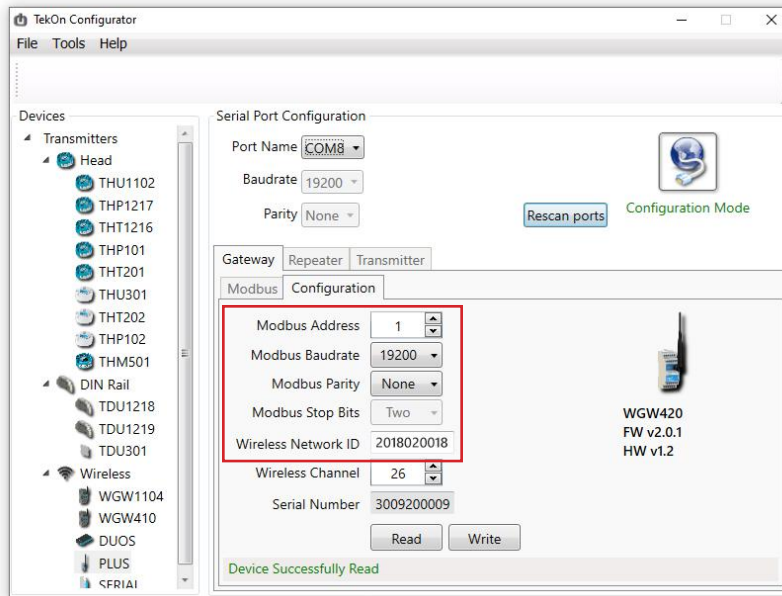 TekOn Configurator
File Tools Help
Devices
Transmitters
Head
THU1102
THP1217
THT1216
THP101
THT201
THU301
THT202
THP102
THM501
DIN Rail
TDU1218
TDU1219
TDU301
Wireless
WGW1104
WGW410
DUOS
PLUS
SERIAL
Serial Port Configuration
Port Name COM8
Baudrate 19200
Parity None
Rescan ports
Configuration Mode
Gateway Repeater Transmitter
Modbus Configuration
Modbus Address 1
Modbus Baudrate 19200
Modbus Parity None
Modbus Stop Bits Two
Wireless Network ID 2018020018
Wireless Channel 26
Serial Number 3009200009
Read Write
WGW420
FW v2.0.1
HW v1.2
Device Successfully Read